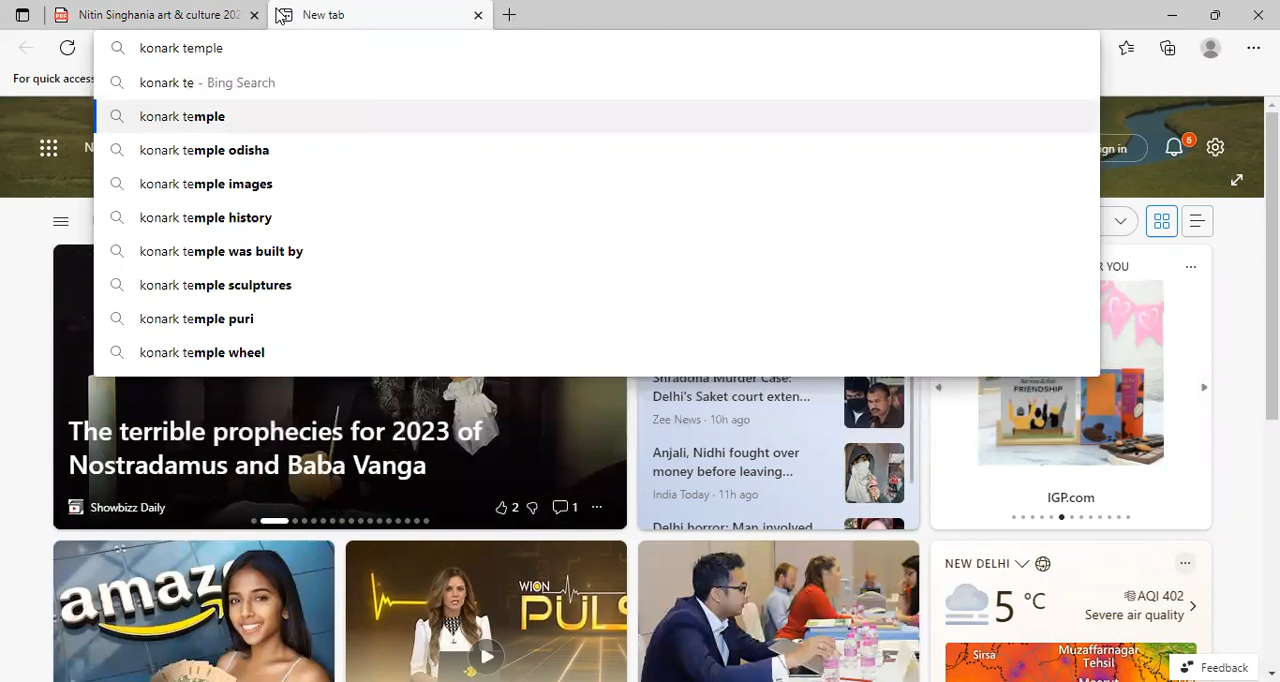 Nitin Singhania art & culture 202
New tab
konark temple
For quick access
konark te - Bing Search
konark temple
konark temple odisha
konark temple images
konark temple history
konark temple was built by
konark temple sculptures
konark temple puri
konark temple wheel
N
gn in
6
R YOU
The terrible prophecies for 2023 of
Nostradamus and Baba Vanga
Showbizz Daily
2
1
Shraddha Murder Case:
Delhi's Saket court exten...
Zee News · 10h ago
Anjali, Nidhi fought over
money before leaving...
India Today · 11h ago
Delhi horror: Man involved
FRIENDSHIP
IGP.com
amaz
WION
PULS
NEW DELHI
5 °C
AQI 402
Severe air quality
Sirsa
Muzaffarnagar
Tehsil
Feedback